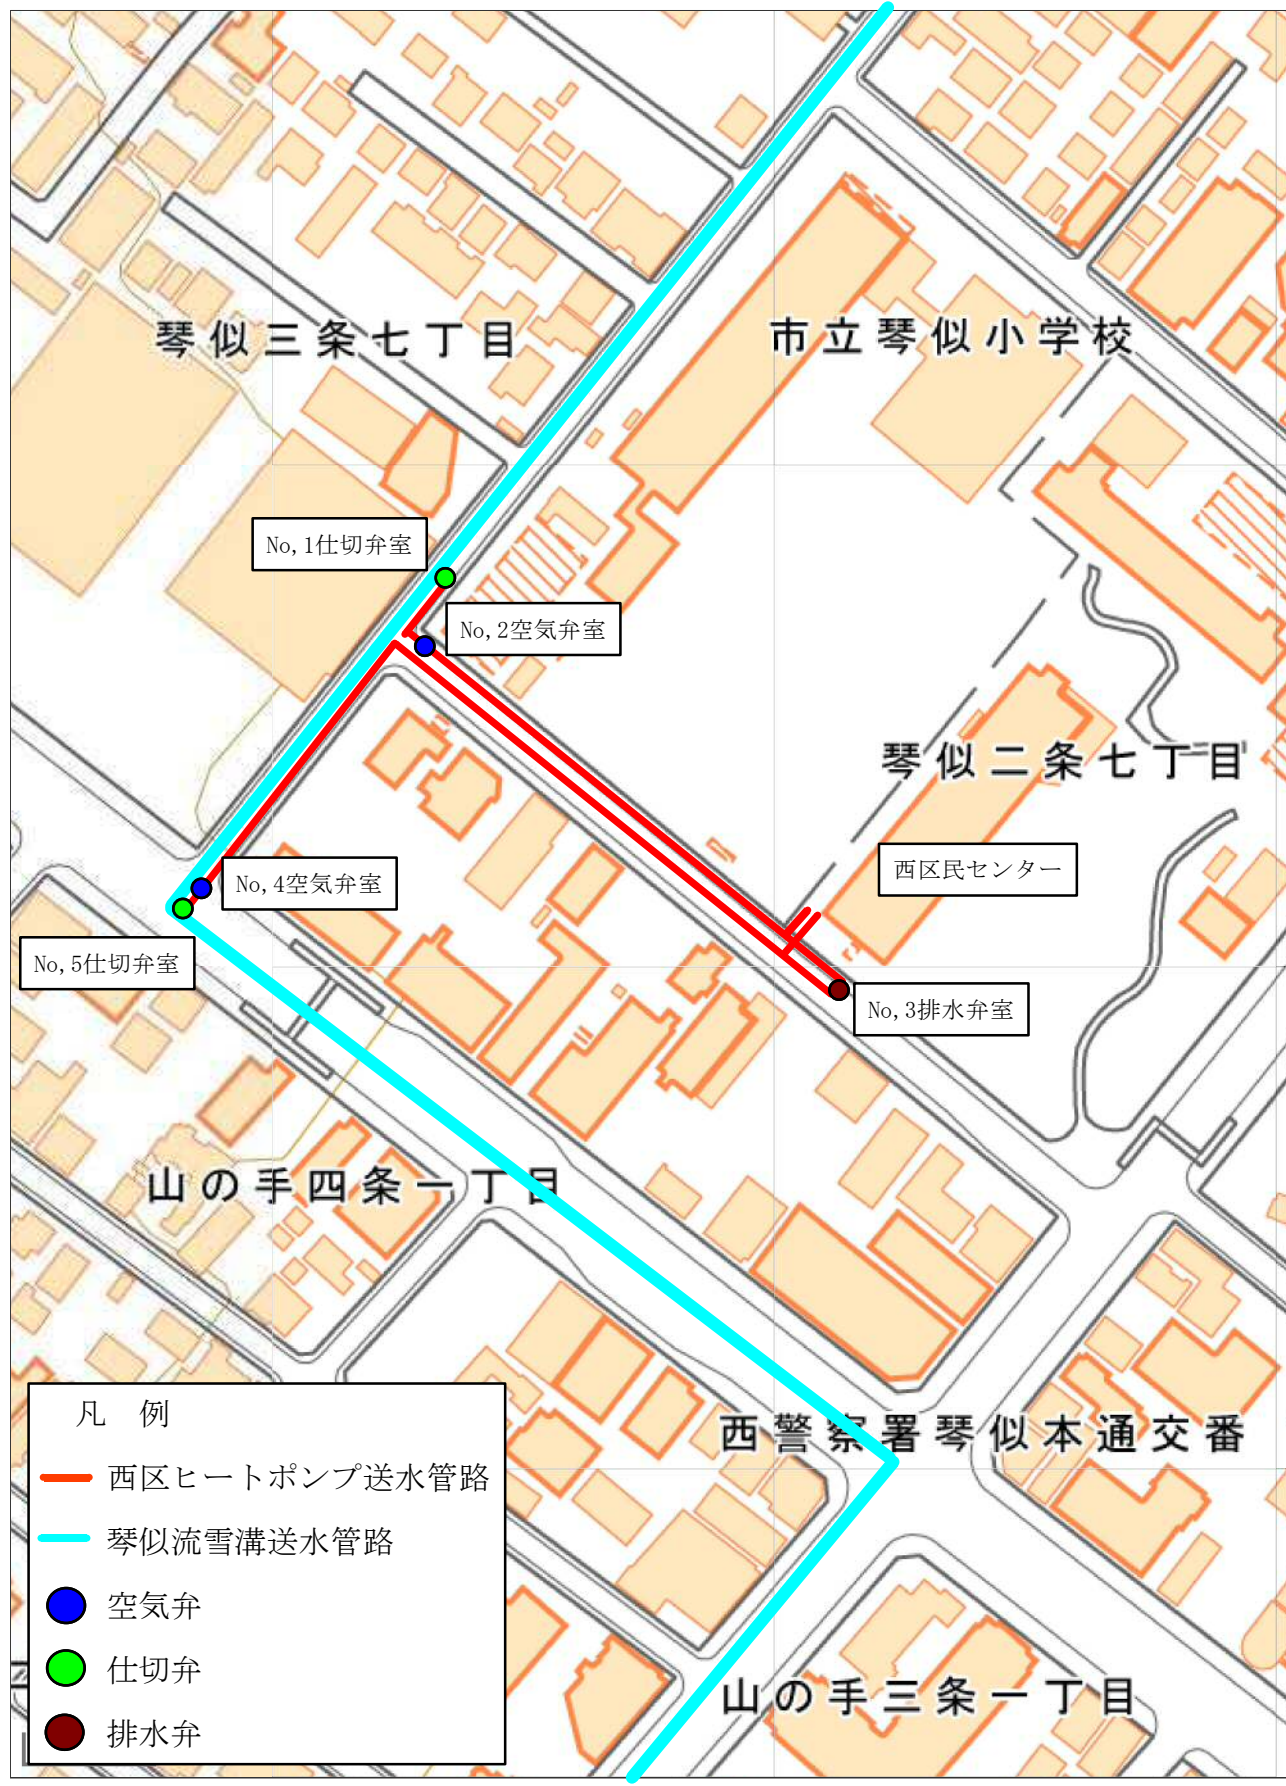 琴似三条七丁目
市立琴似小学校
No,1仕切弁室
No,2空気弁室
琴似二条七丁目
西区民センター
No,4空気弁室
No,5仕切弁室
No,3排水弁室
山の手四条一丁目
西警察署琴似本通交番
山の手三条一丁目
凡　例
西区ヒートポンプ送水管路
琴似流雪溝送水管路
空気弁
仕切弁
排水弁